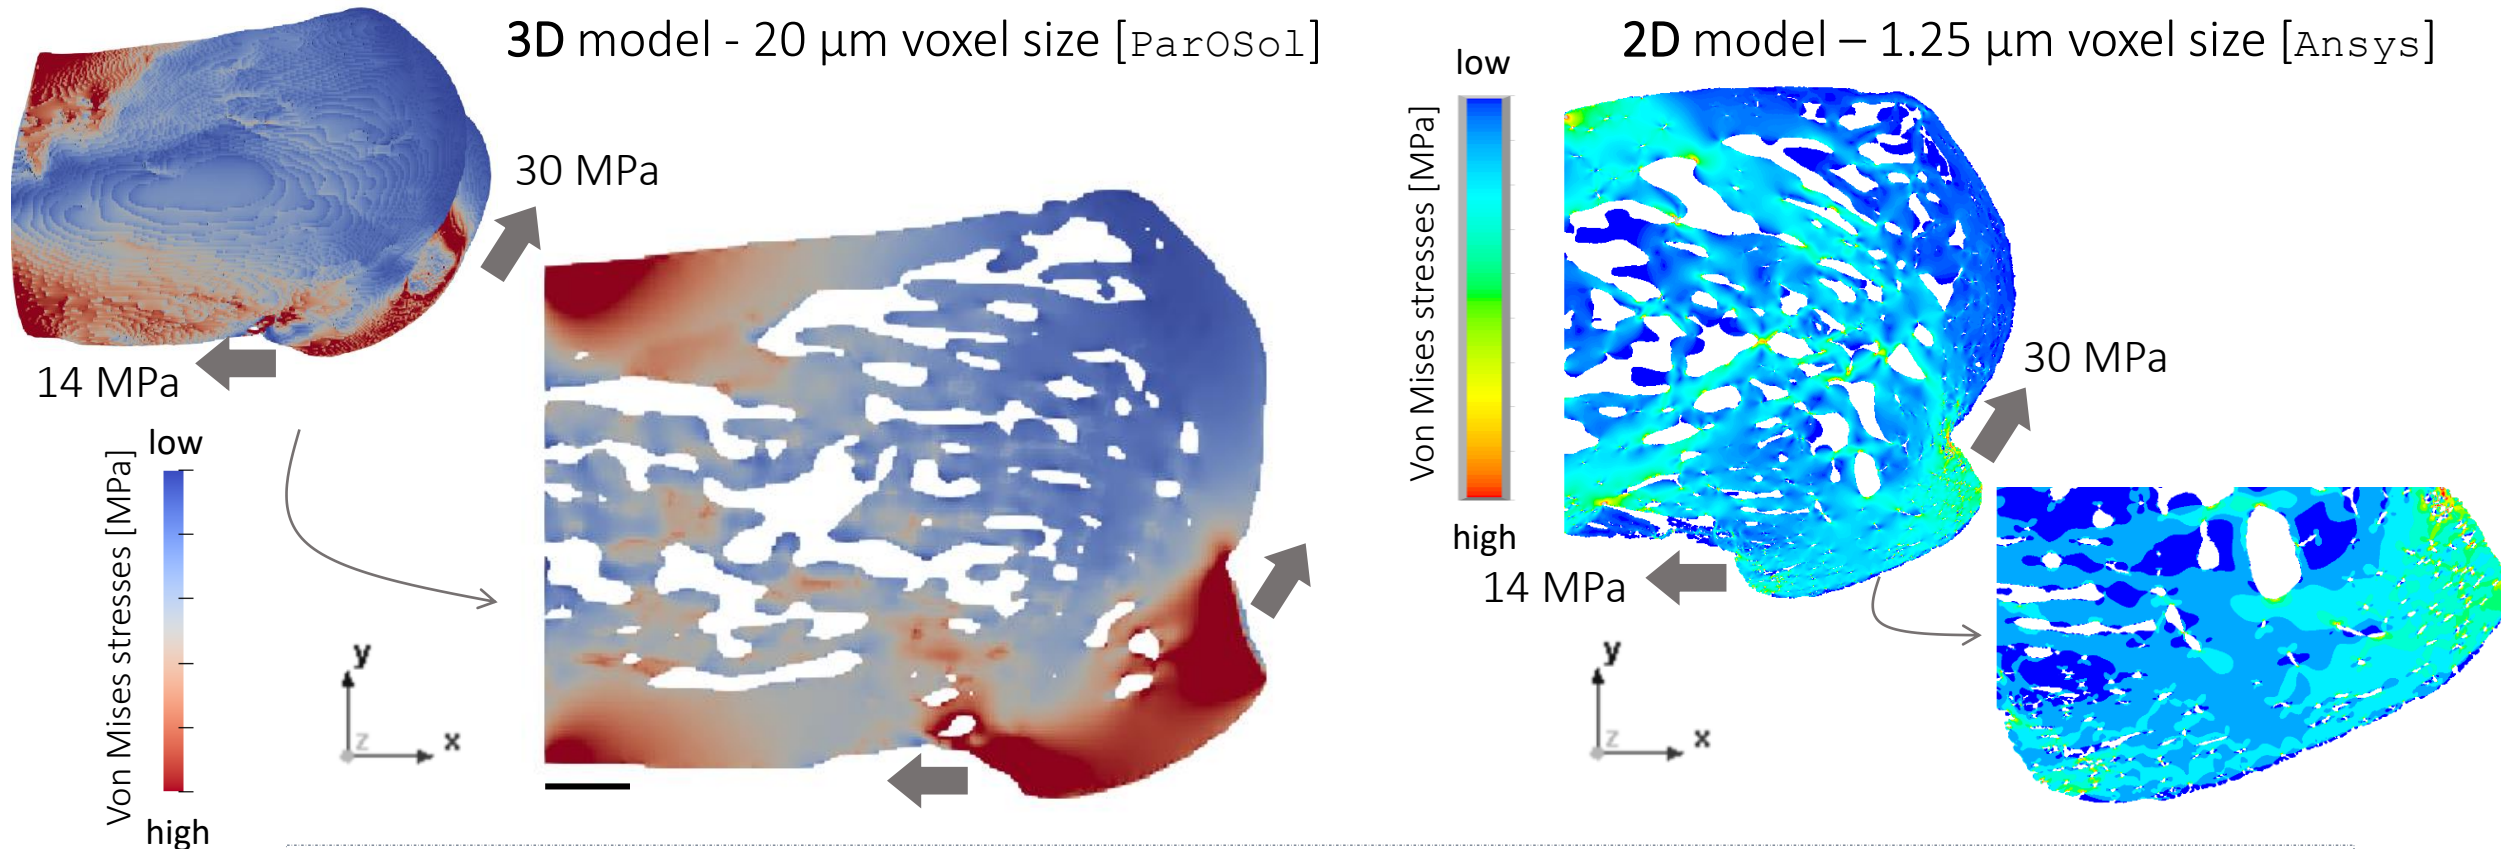 3D model - 20 µm voxel size [ParOSol]
30 MPa
14 MPa
low
Von Mises stresses [MPa]
high
y
z
x
2D model – 1.25 µm voxel size [Ansys]
low
Von Mises stresses [MPa]
high
30 MPa
14 MPa
y
z
x